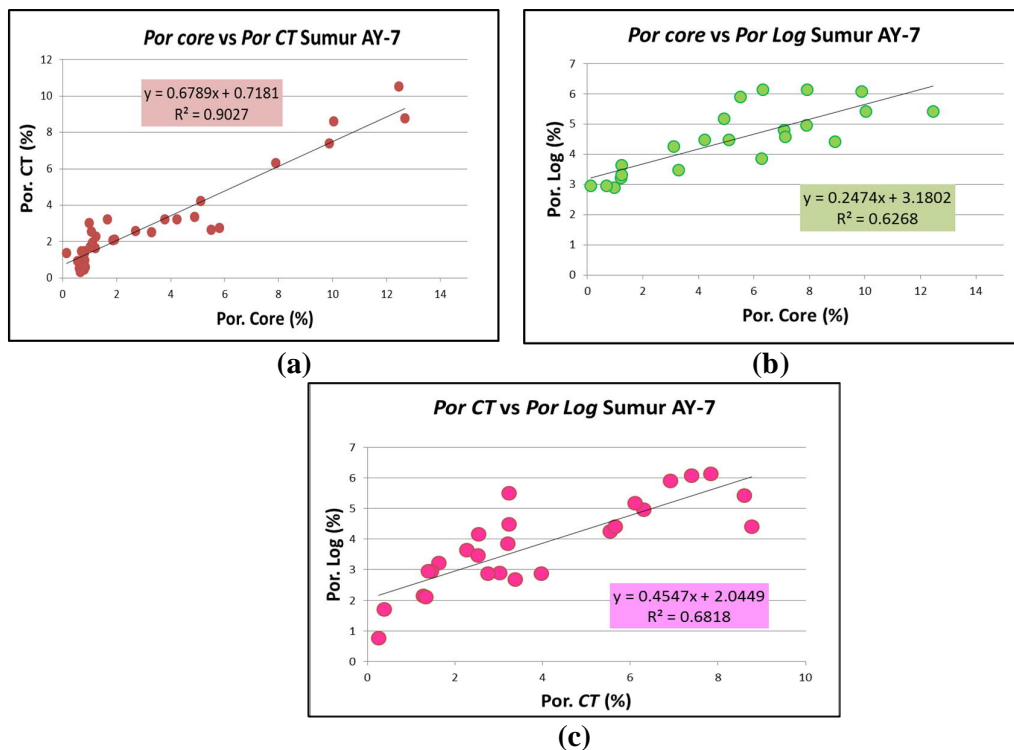 Por core vs Por CT Sumur AY-7
12
10
8
6
4
2
0
Por. CT (%)
y = 0.6789x + 0.7181
R² = 0.9027
0 2 4 6 8 10 12 14
Por. Core (%)
(a)
Por core vs Por Log Sumur AY-7
7
6
5
4
3
2
1
0
Por. Log (%)
y = 0.2474x + 3.1802
R² = 0.6268
0 2 4 6 8 10 12 14
Por. Core (%)
(b)
Por CT vs Por Log Sumur AY-7
7
6
5
4
3
2
1
0
Por. Log (%)
y = 0.4547x + 2.0449
R² = 0.6818
0 2 4 6 8 10
Por. CT (%)
(c)